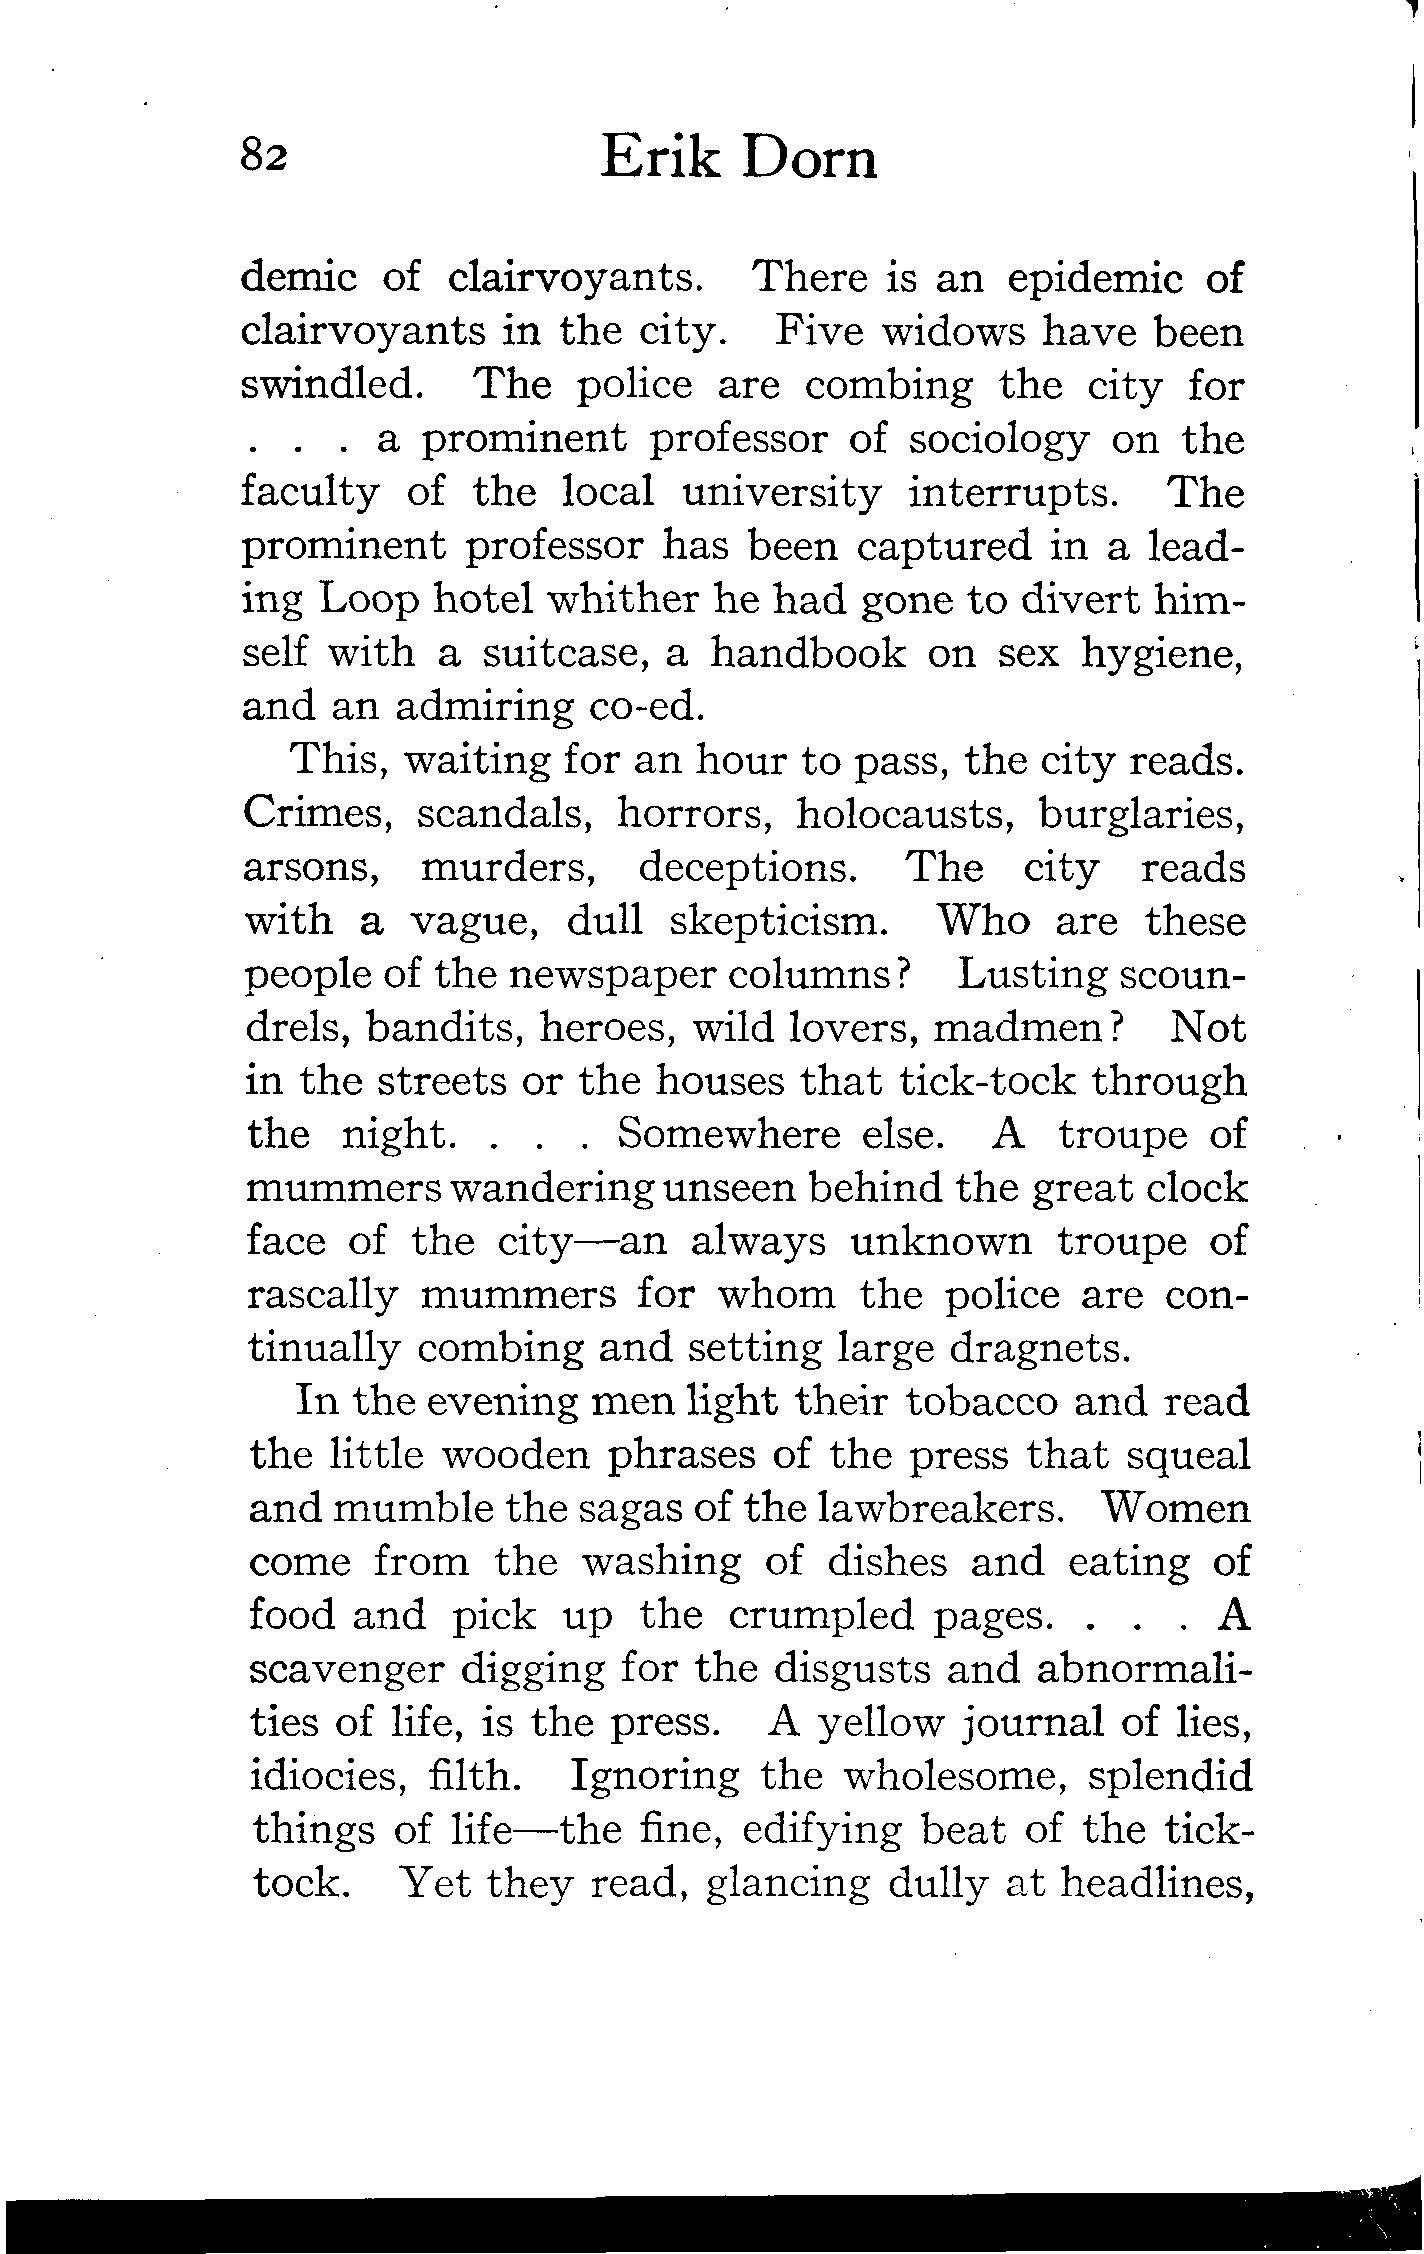 82 Erik Dorn
demic of clairvoyants. There is an epidemic of
clairvoyants in the city. Five widows have been
swindled. The police are combing the city for
. . . a prominent professor of sociology on the
faculty of the local university interrupts. The
prominent professor has been captured in a lead-
ing Loop hotel whither he had gone to divert him-
self with a suitcase, a handbook on sex hygiene,
and an admiring co-ed.
This, waiting for an hour to pass, the city reads.
Crimes, scandals, horrors, holocausts, burglaries,
arsons, murders, deceptions. The city reads
with a vague, dull skepticism. Who are these
people of the newspaper columns? Lusting scoun-
drels, bandits, heroes, wild lovers, madmen? Not
in the streets or the houses that tick-tock through
the night. . . . Somewhere else. A troupe of
mummers wandering unseen behind the great clock
face of the city—an always unknown troupe of
rascally mummers for whom the police are con-
tinually combing and setting large dragnets.
In the evening men light their tobacco and read
the little wooden phrases of the press that squeal
and mumble the sagas of the lawbreakers. Women
come from the washing of dishes and eating of
food and pick up the crumpled pages. . . . A
scavenger digging for the disgusts and abnormali-
ties of life, is the press. A yellow journal of lies,
idiocies, filth. Ignoring the wholesome, splendid
things of life—the fine, edifying beat of the tick-
tock. Yet they read, glancing dully at headlines,